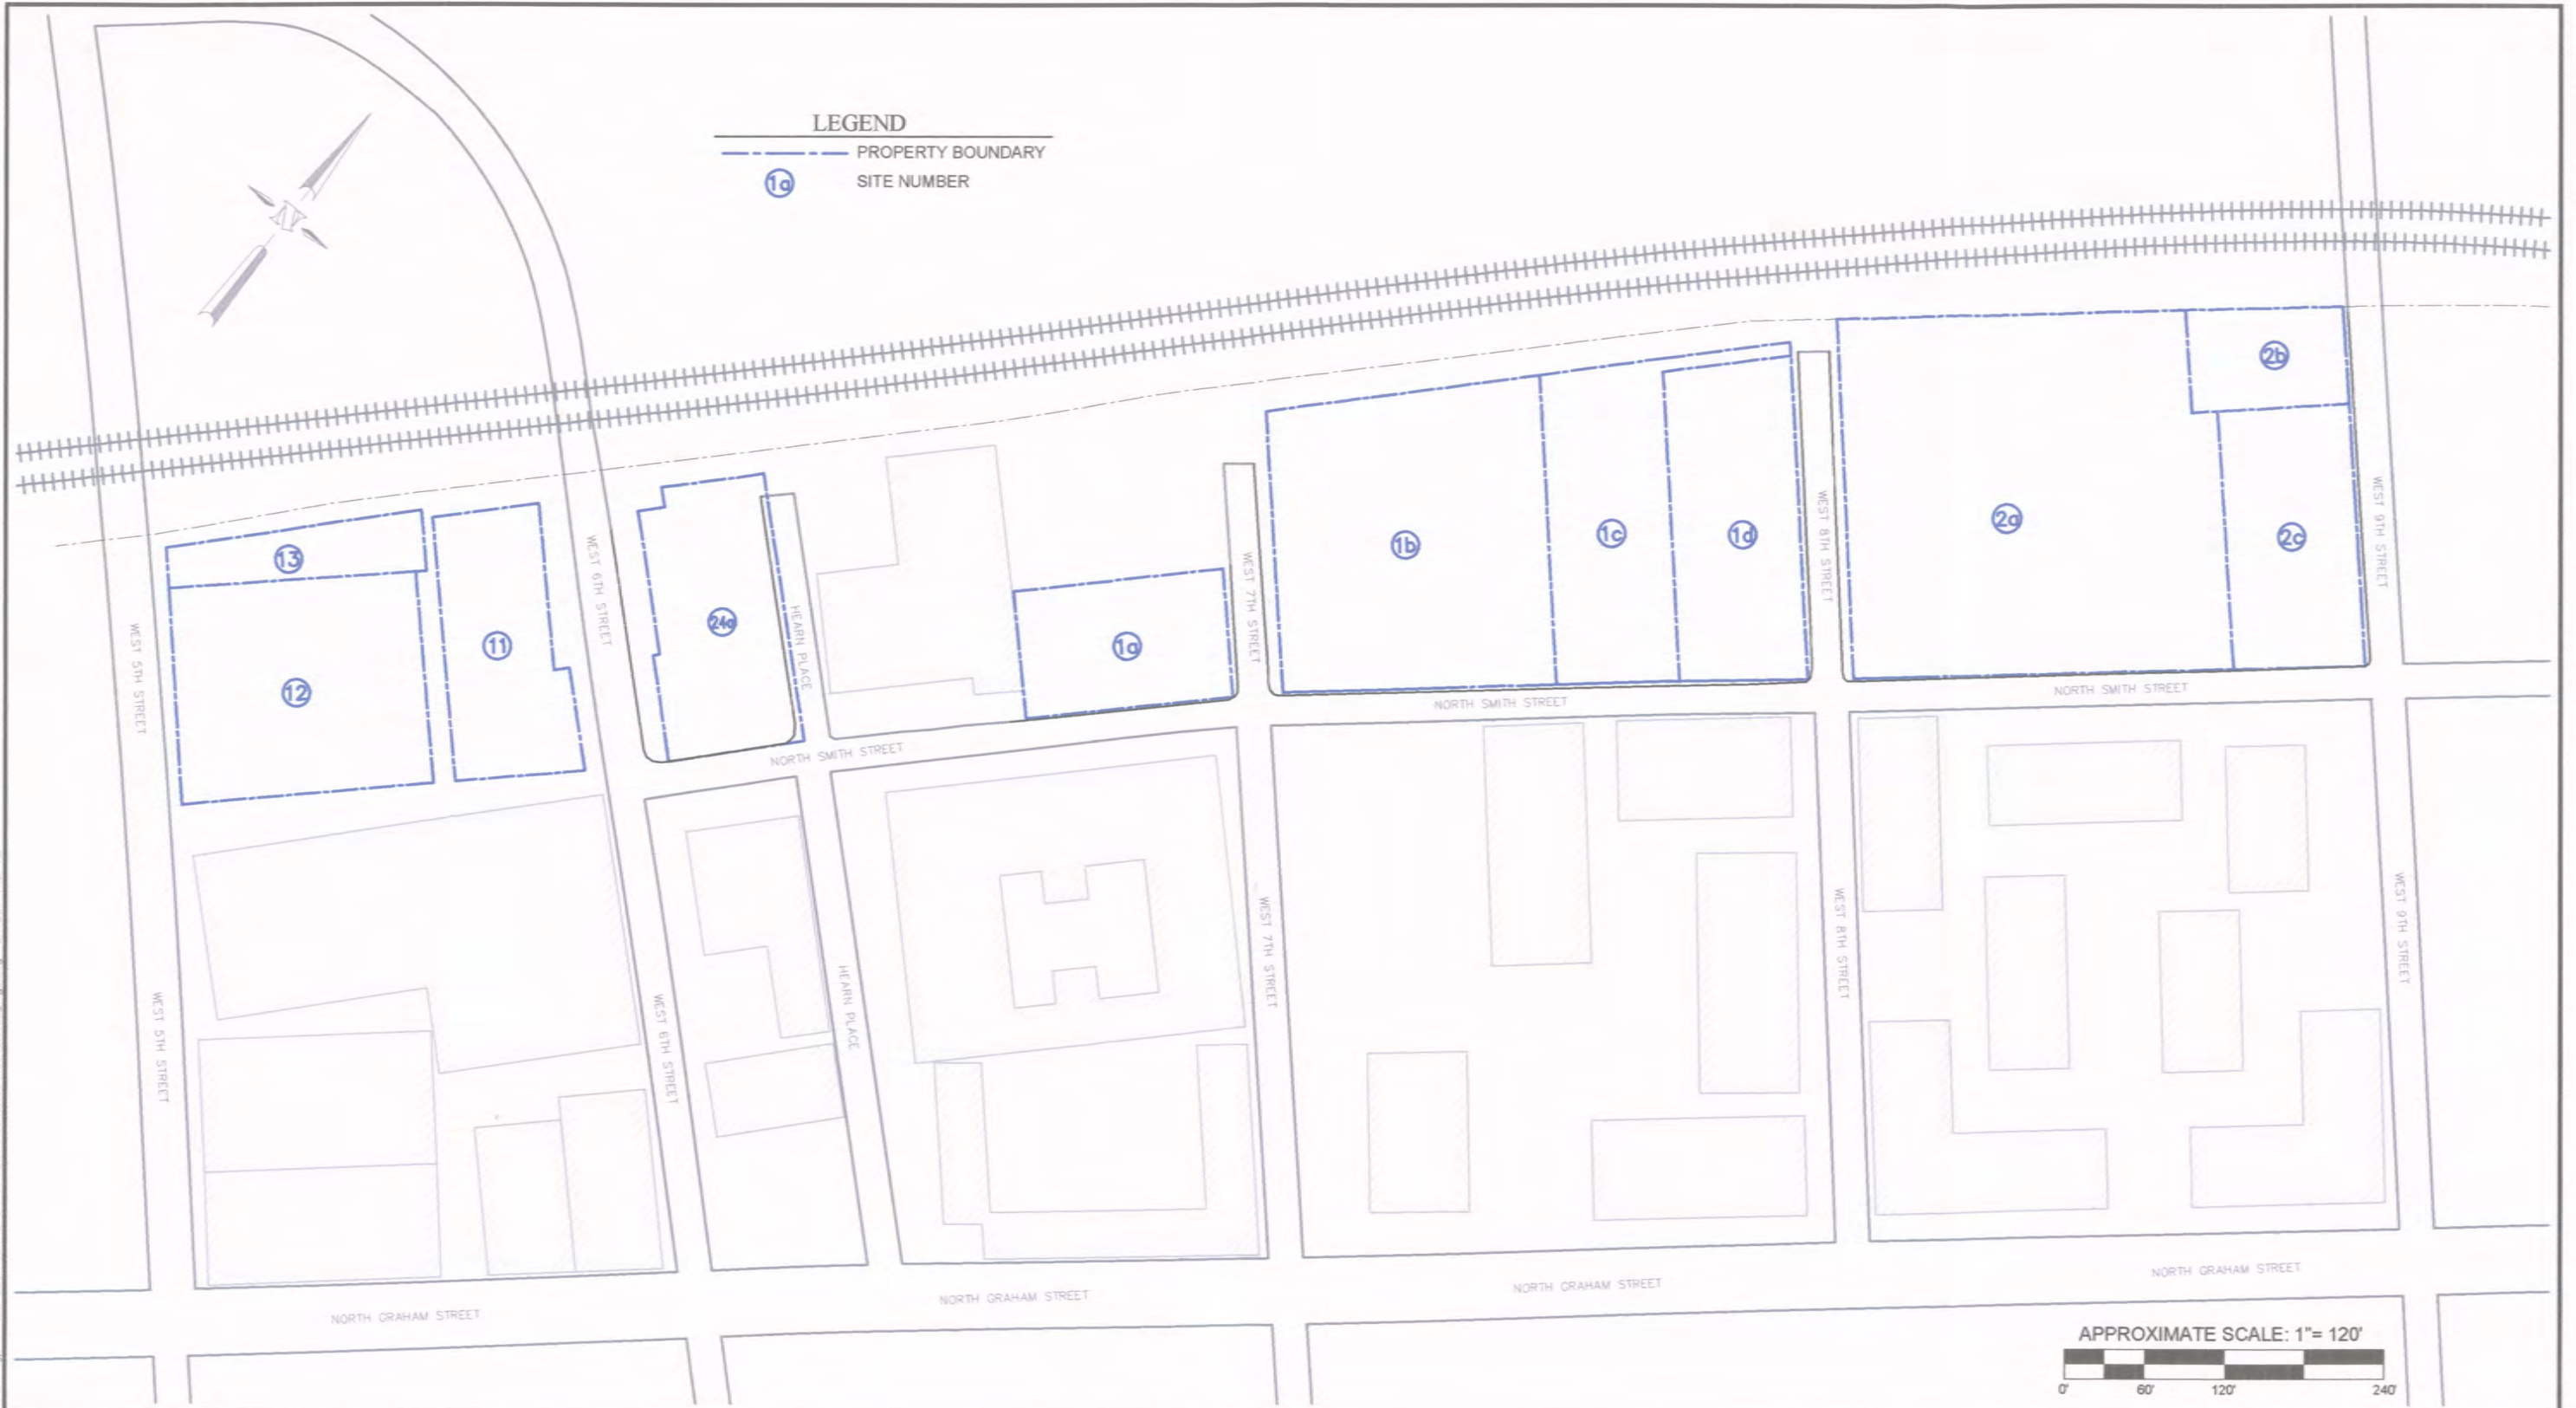 LEGEND
PROPERTY BOUNDARY
1a SITE NUMBER
N
2b
2a
2c
1b
1c
1d
13
12
11
24a
1a
WEST 5TH STREET
WEST 6TH STREET
HEARN PLACE
WEST 7TH STREET
WEST 8TH STREET
WEST 9TH STREET
NORTH SMITH STREET
NORTH SMITH STREET
NORTH SMITH STREET
WEST 5TH STREET
WEST 6TH STREET
HEARN PLACE
WEST 7TH STREET
WEST 8TH STREET
WEST 9TH STREET
NORTH GRAHAM STREET
NORTH GRAHAM STREET
NORTH GRAHAM STREET
NORTH GRAHAM STREET
APPROXIMATE SCALE: 1"= 120'
0' 60' 120' 240'